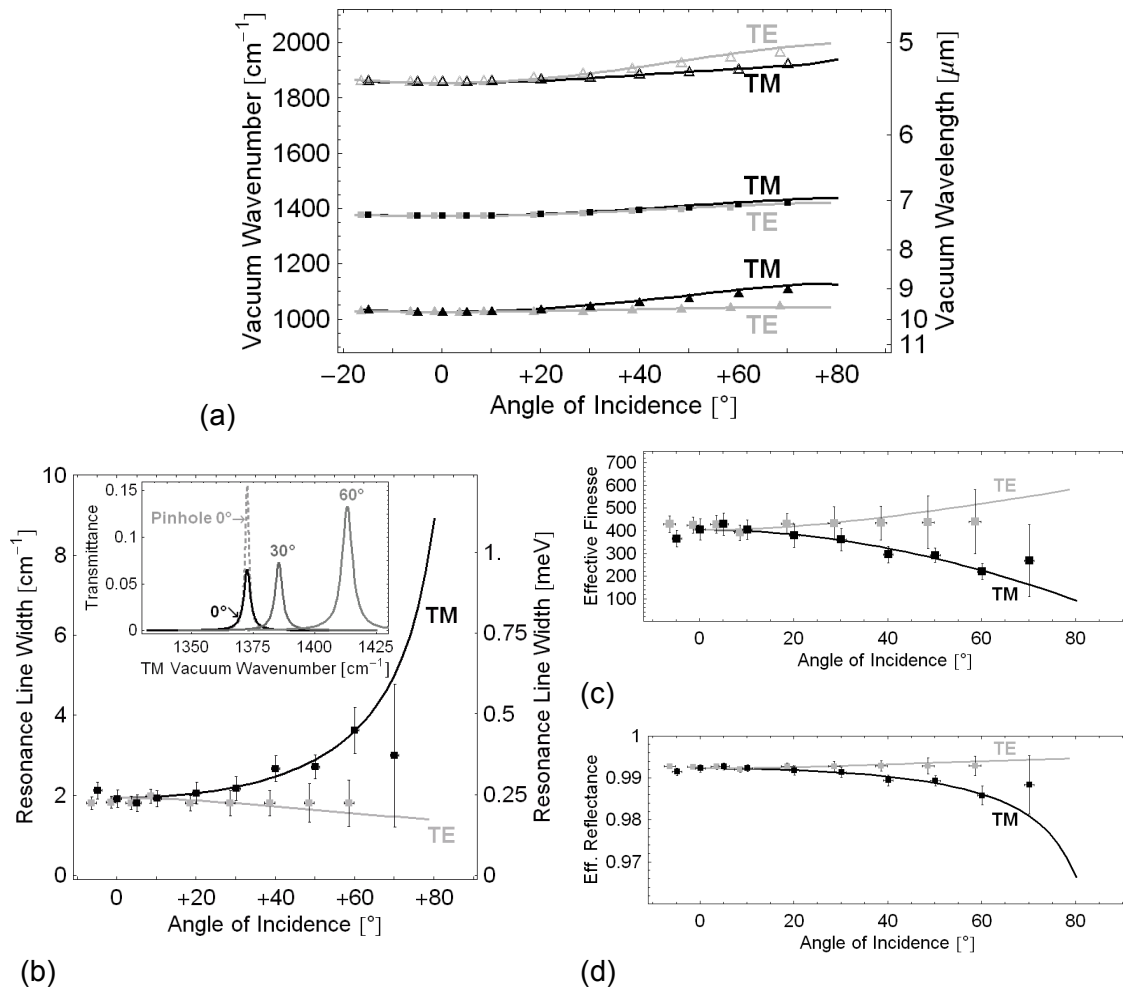 2000
1800
1600
1400
1200
1000
Vacuum Wavenumber [cm⁻¹]
TE
TM
TM
TE
TM
TE
5
6
7
8
9
10
11
Vacuum Wavelength [µm]
−20 0 +20 +40 +60 +80
Angle of Incidence [°]
(a)
10
8
6
4
2
0
Resonance Line Width [cm⁻¹]
0.15
0.1
0.05
0
Transmittance
Pinhole 0°
0°
30°
60°
1350 1375 1400 1425
TM Vacuum Wavenumber [cm⁻¹]
TM
TE
1.
0.75
0.5
0.25
0
Resonance Line Width [meV]
0 +20 +40 +60 +80
Angle of Incidence [°]
(b)
700
600
500
400
300
200
100
Effective Finesse
TE
TM
0 20 40 60 80
Angle of Incidence [°]
(c)
1
0.99
0.98
0.97
Eff. Reflectance
TE
TM
0 20 40 60 80
Angle of Incidence [°]
(d)